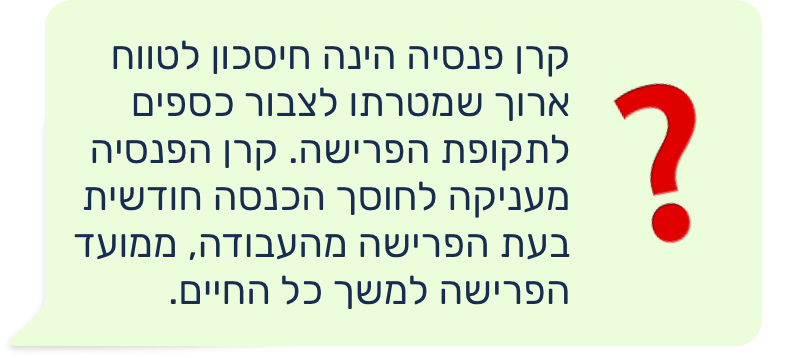 קרן פנסיה הינה חיסכון לטווח
ארוך שמטרתו לצבור כספים
לתקופת הפרישה. קרן הפנסיה
מעניקה לחוסך הכנסה חודשית
בעת הפרישה מהעבודה, ממועד
הפרישה למשך כל החיים.
?